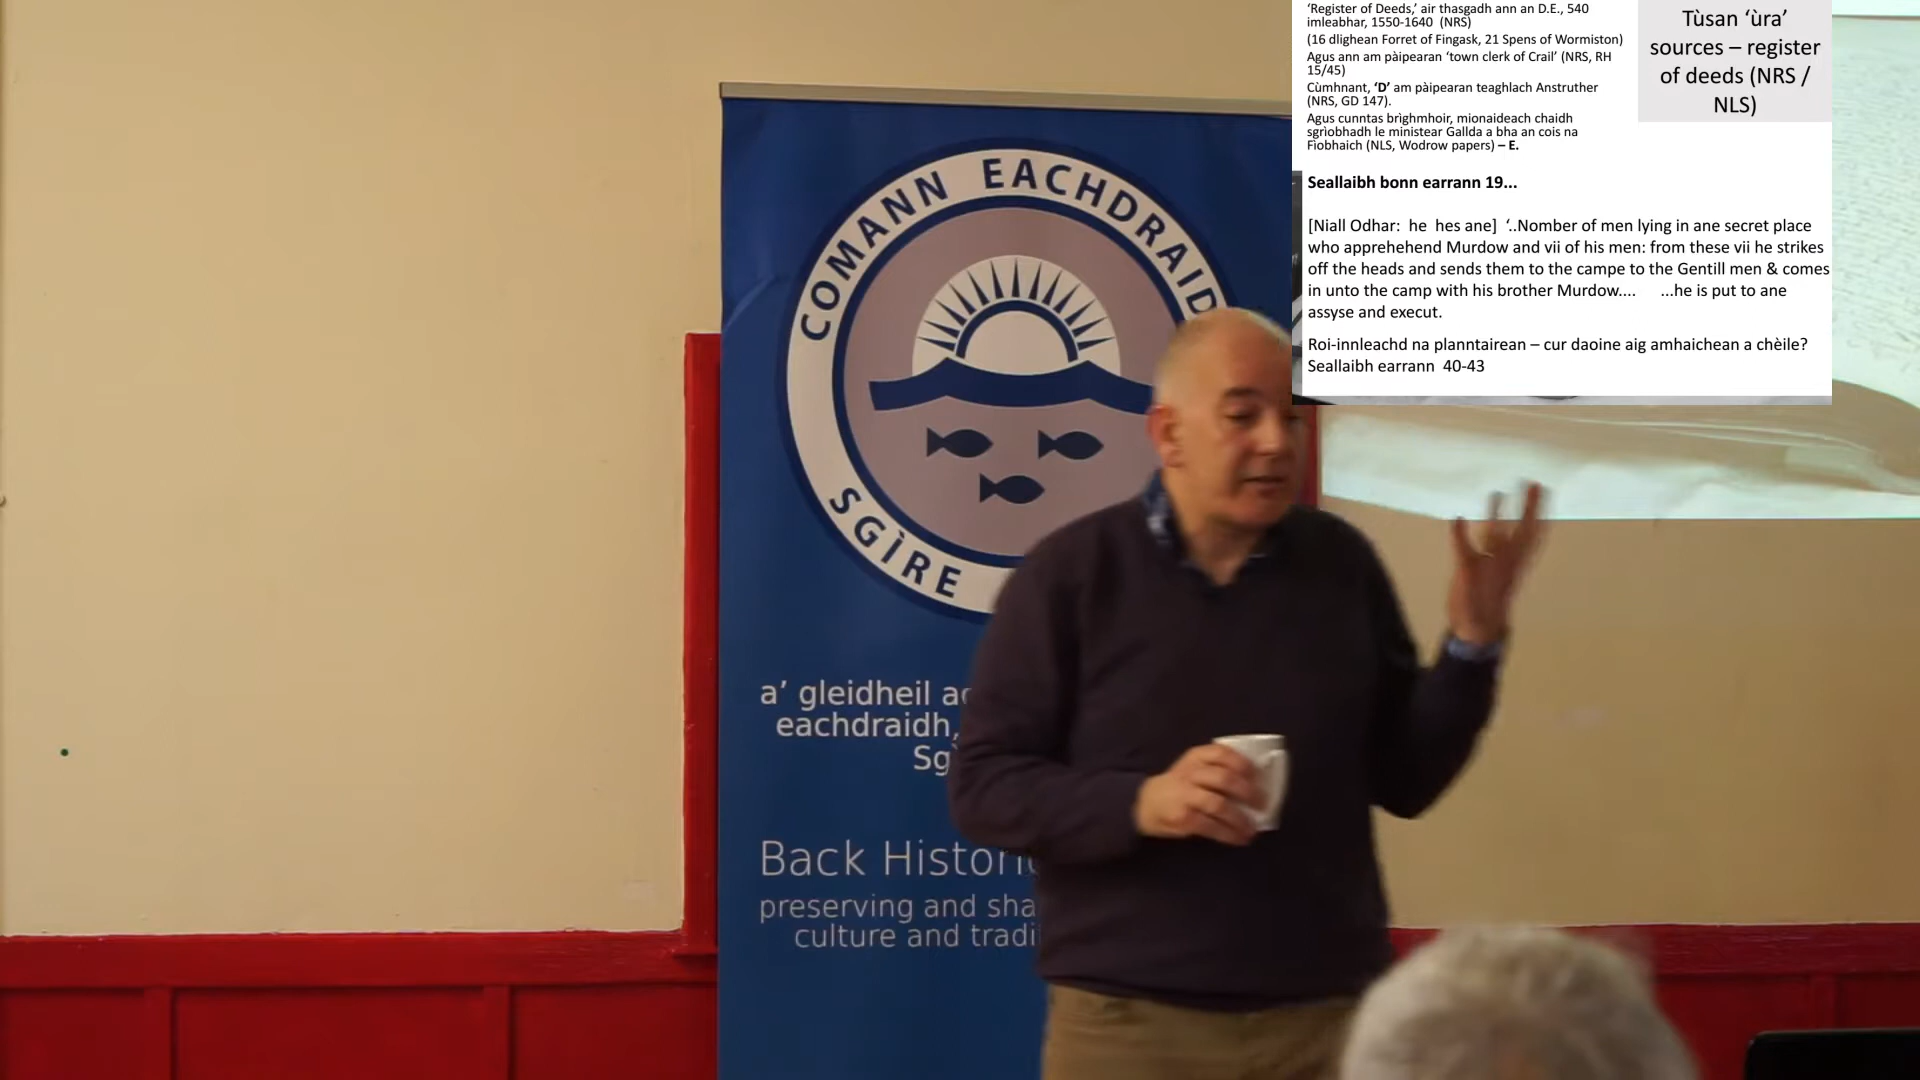 'Register of Deeds,' air thasgadh ann an D.E., 540
imleabhar, 1550-1640 (NRS)
(16 dlighean Forret of Fingask, 21 Spens of Wormiston)
Agus ann am pàipearan 'town clerk of Crail' (NRS, RH
15/45)
Cùmhnant, 'D' am pàipearan teaghlach Anstruther
(NRS, GD 147).
Agus cunntas brìghmhoir, mionaideach chaidh
sgrìobhadh le ministear Gallda a bha an cois na
Fìobhaich (NLS, Wodrow papers) – E.
Tùsan 'ùra'
sources – register
of deeds (NRS /
NLS)
Seallaibh bonn earrann 19...
[Niall Odhar: he hes ane] '..Nomber of men lying in ane secret place
who apprehehend Murdow and vii of his men: from these vii he strikes
off the heads and sends them to the campe to the Gentill men & comes
in unto the camp with his brother Murdow.... ...he is put to ane
assyse and execut.
Roi-innleachd na planntairean – cur daoine aig amhaichean a chèile?
Seallaibh earrann 40-43
COMANN EACHDRAID
SGÌRE
a' gleidheil
eachdraidh,
Back
preserving and
culture and